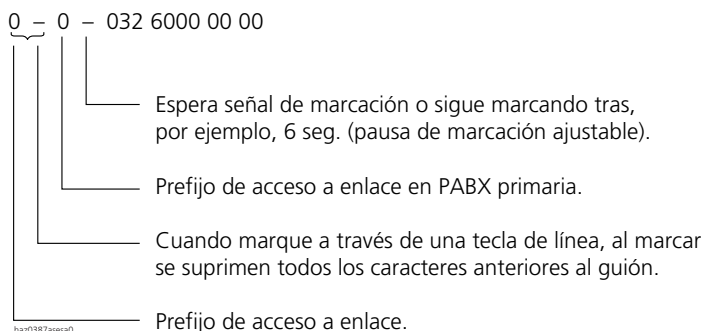 0 – 0 – 032 6000 00 00
Espera señal de marcación o sigue marcando tras,
por ejemplo, 6 seg. (pausa de marcación ajustable).
Prefijo de acceso a enlace en PABX primaria.
Cuando marque a través de una tecla de línea, al marcar
se suprimen todos los caracteres anteriores al guión.
Prefijo de acceso a enlace.